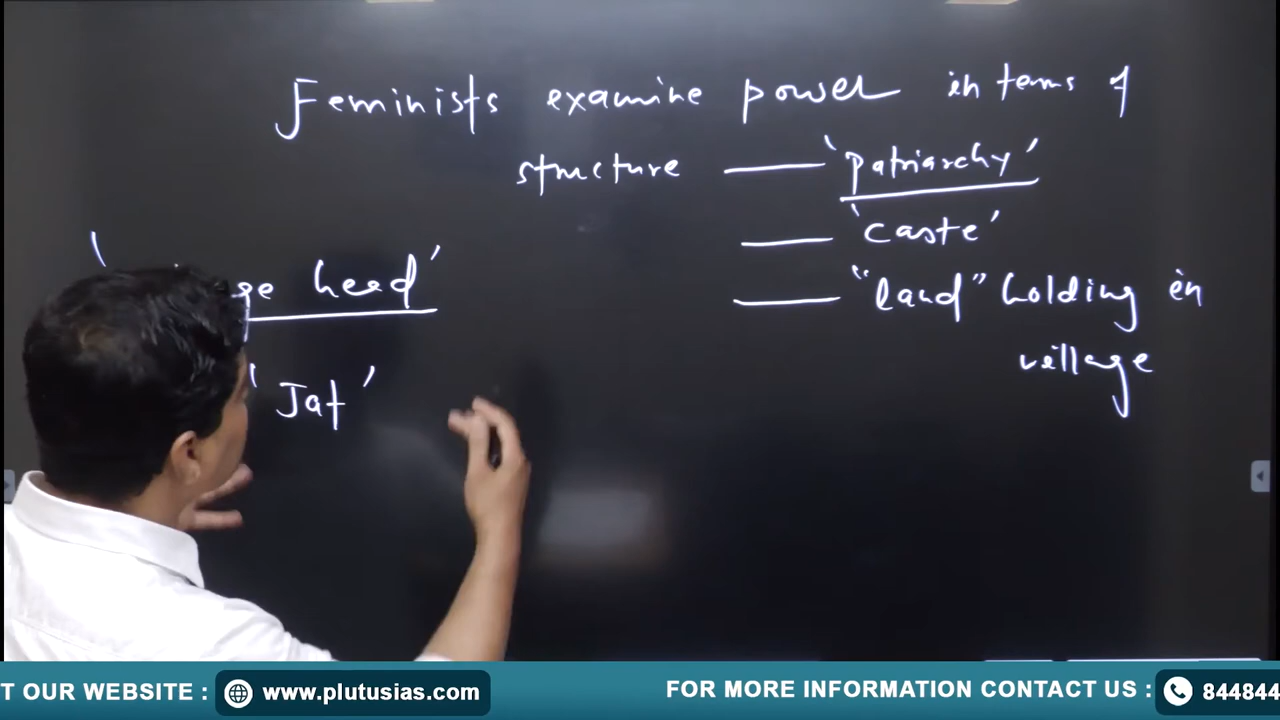 Feminists examine power in terms of
structure — 'patriarchy'
— 'caste'
— "land" holding in
village
head'
'Jat'
T OUR WEBSITE : www.plutusias.com
FOR MORE INFORMATION CONTACT US : 844844